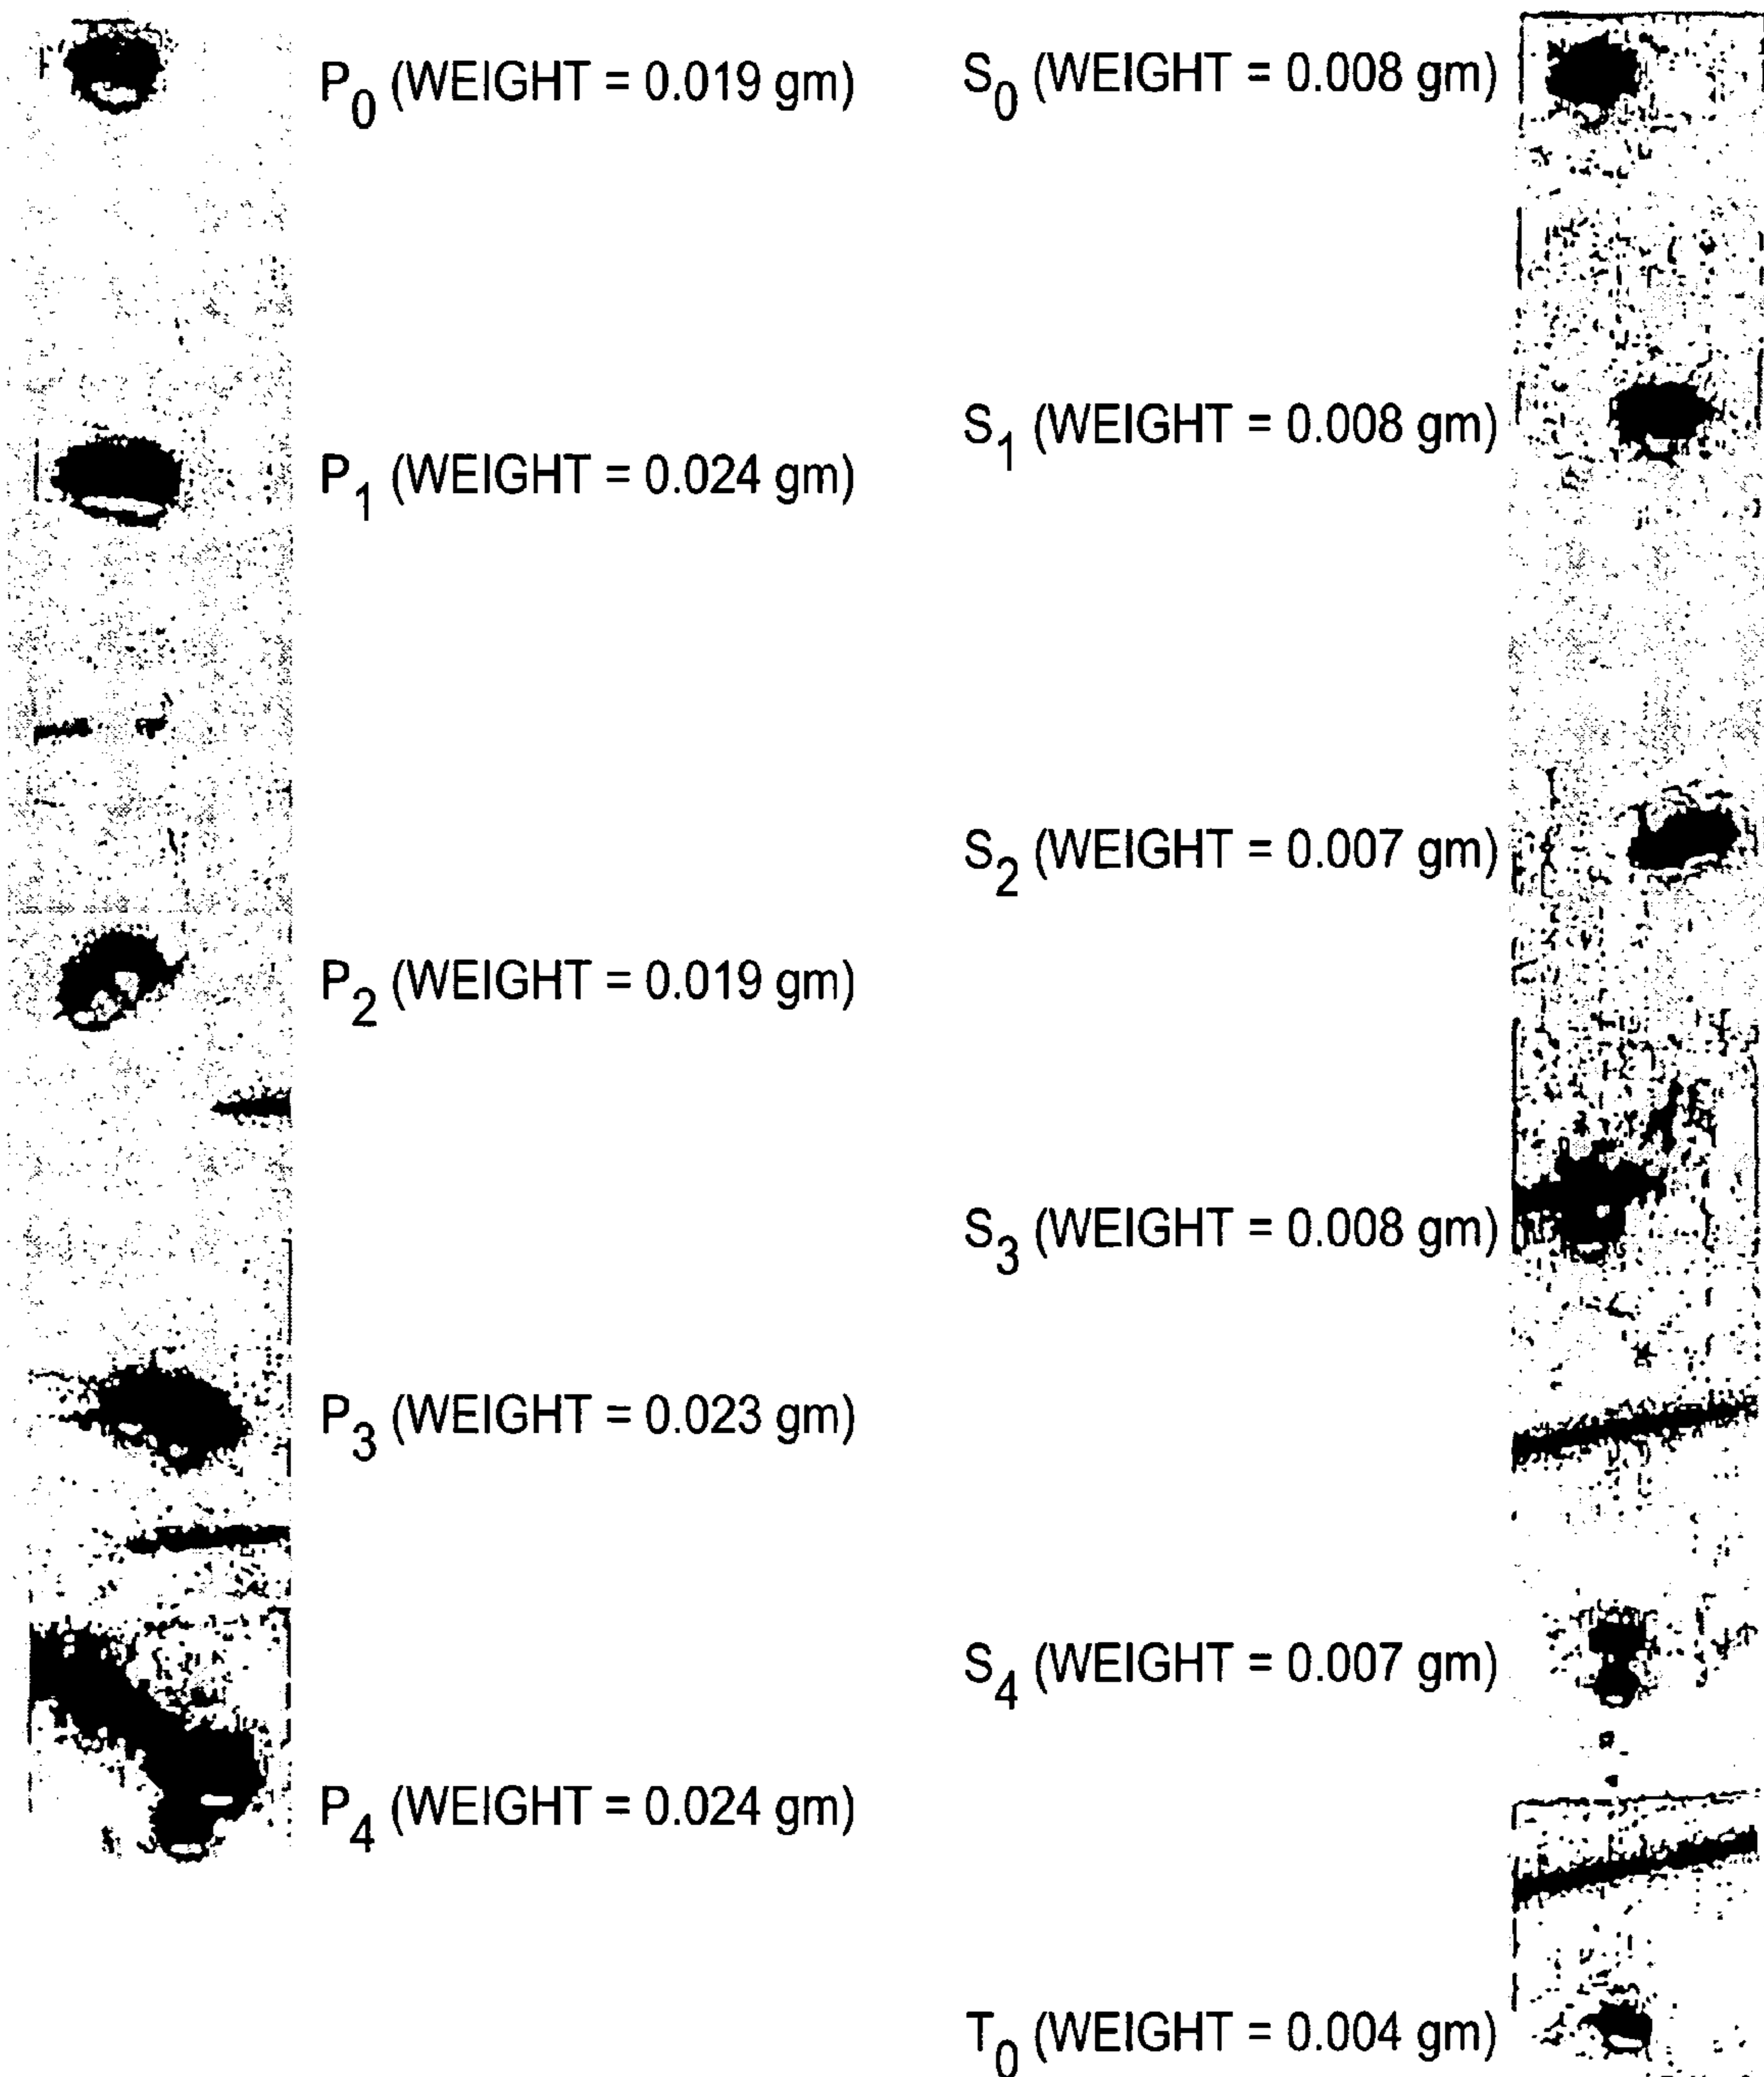 P0 (WEIGHT = 0.019 gm)
P1 (WEIGHT = 0.024 gm)
P2 (WEIGHT = 0.019 gm)
P3 (WEIGHT = 0.023 gm)
P4 (WEIGHT = 0.024 gm)
S0 (WEIGHT = 0.008 gm)
S1 (WEIGHT = 0.008 gm)
S2 (WEIGHT = 0.007 gm)
S3 (WEIGHT = 0.008 gm)
S4 (WEIGHT = 0.007 gm)
T0 (WEIGHT = 0.004 gm)